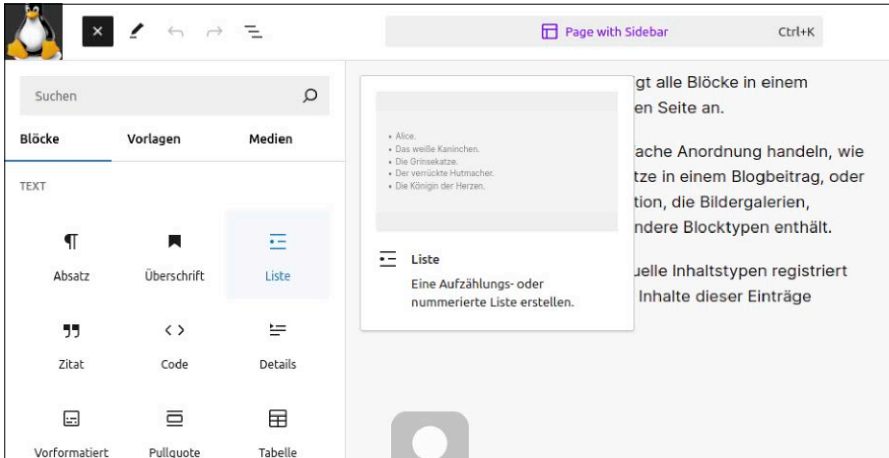 Page with Sidebar
Ctrl+K
Suchen
Blöcke
Vorlagen
Medien
TEXT
Absatz
Überschrift
Liste
Zitat
Code
Details
Vorformatiert
Pullquote
Tabelle
• Alice.
• Das weiße Kaninchen.
• Die Grinsekatze.
• Der verrückte Hutmacher.
• Die Königin der Herzen.
Liste
Eine Aufzählungs- oder
nummerierte Liste erstellen.
gt alle Blöcke in einem
en Seite an.
ache Anordnung handeln, wie
tze in einem Blogbeitrag, oder
tion, die Bildergalerien,
ndere Blocktypen enthält.
uelle Inhaltstypen registriert
Inhalte dieser Einträge